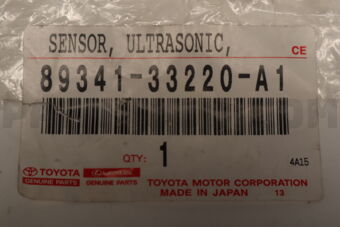 SENSOR, ULTRASONIC,
CE
89341-33220-A1
QTY: 1
4A15
TOYOTA
GENUINE PARTS
GENUINE PARTS
TOYOTA MOTOR CORPORATION
MADE IN JAPAN 13